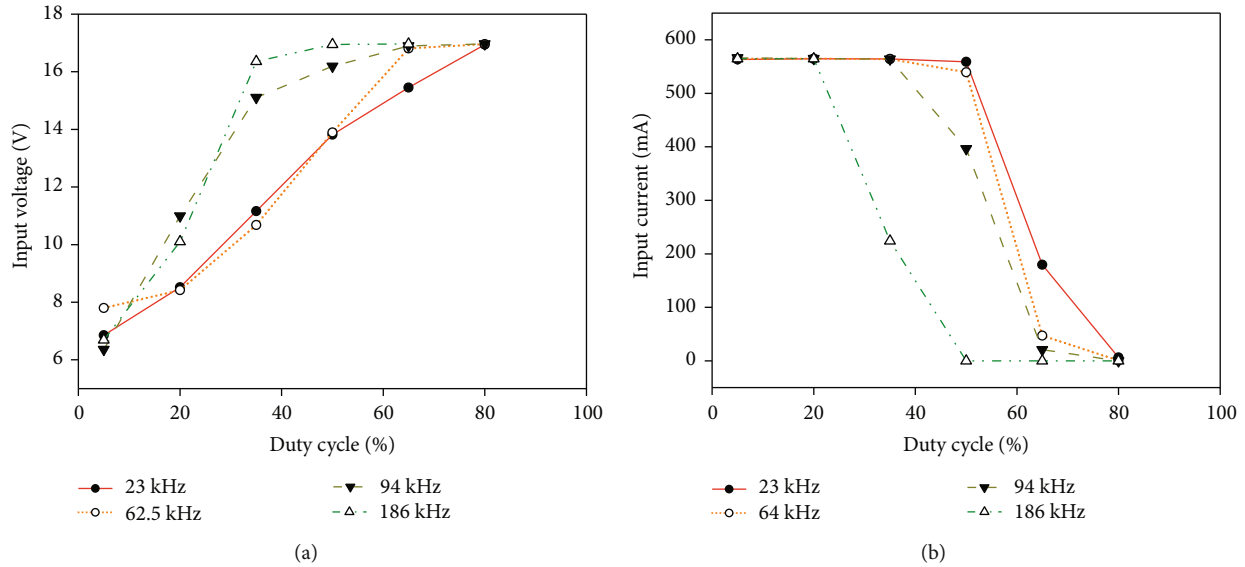 18
16
14
12
10
8
6
Input voltage (V)
0
20
40
60
80
100
Duty cycle (%)
23 kHz
62.5 kHz
94 kHz
186 kHz
(a)
600
500
400
300
200
100
0
Input current (mA)
0
20
40
60
80
100
Duty cycle (%)
23 kHz
64 kHz
94 kHz
186 kHz
(b)